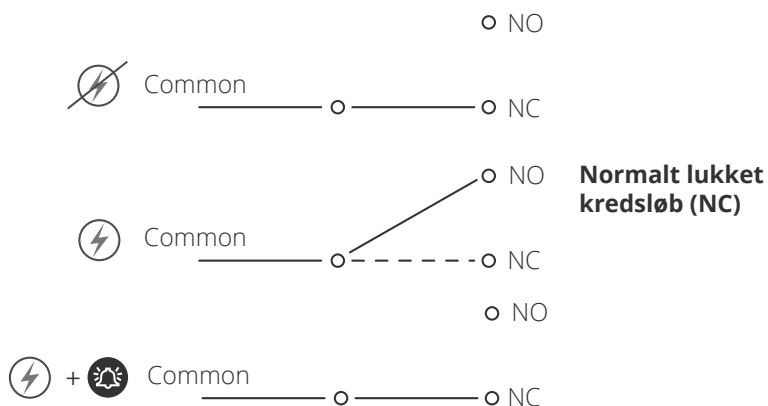 NO
Common
NC
NO
Normalt lukket
kredsløb (NC)
Common
NC
NO
+
Common
NC